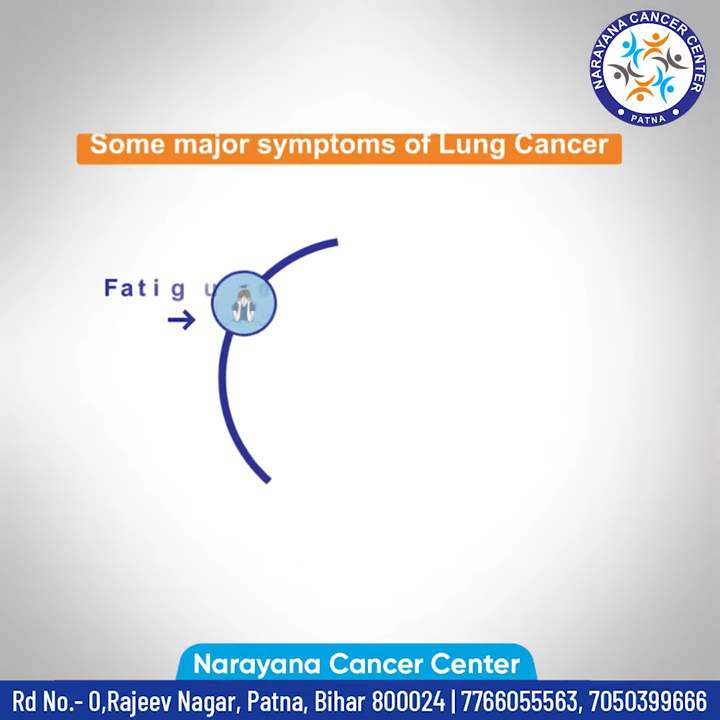 NARAYANA CANCER CENTER
PATNA
Some major symptoms of Lung Cancer
Fatigue
Narayana Cancer Center
Rd No.- 0,Rajeev Nagar, Patna, Bihar 800024 | 7766055563, 7050399666